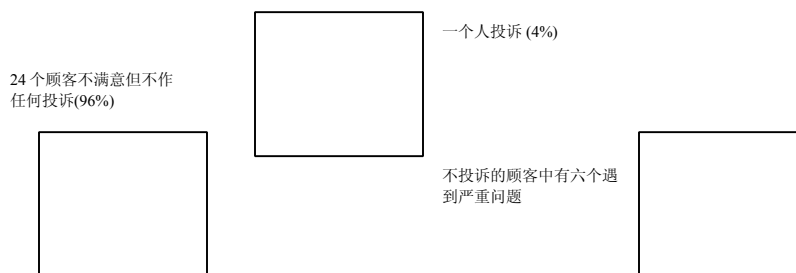 一个人投诉 (4%)
24 个顾客不满意但不作
任何投诉(96%)
不投诉的顾客中有六个遇
到严重问题